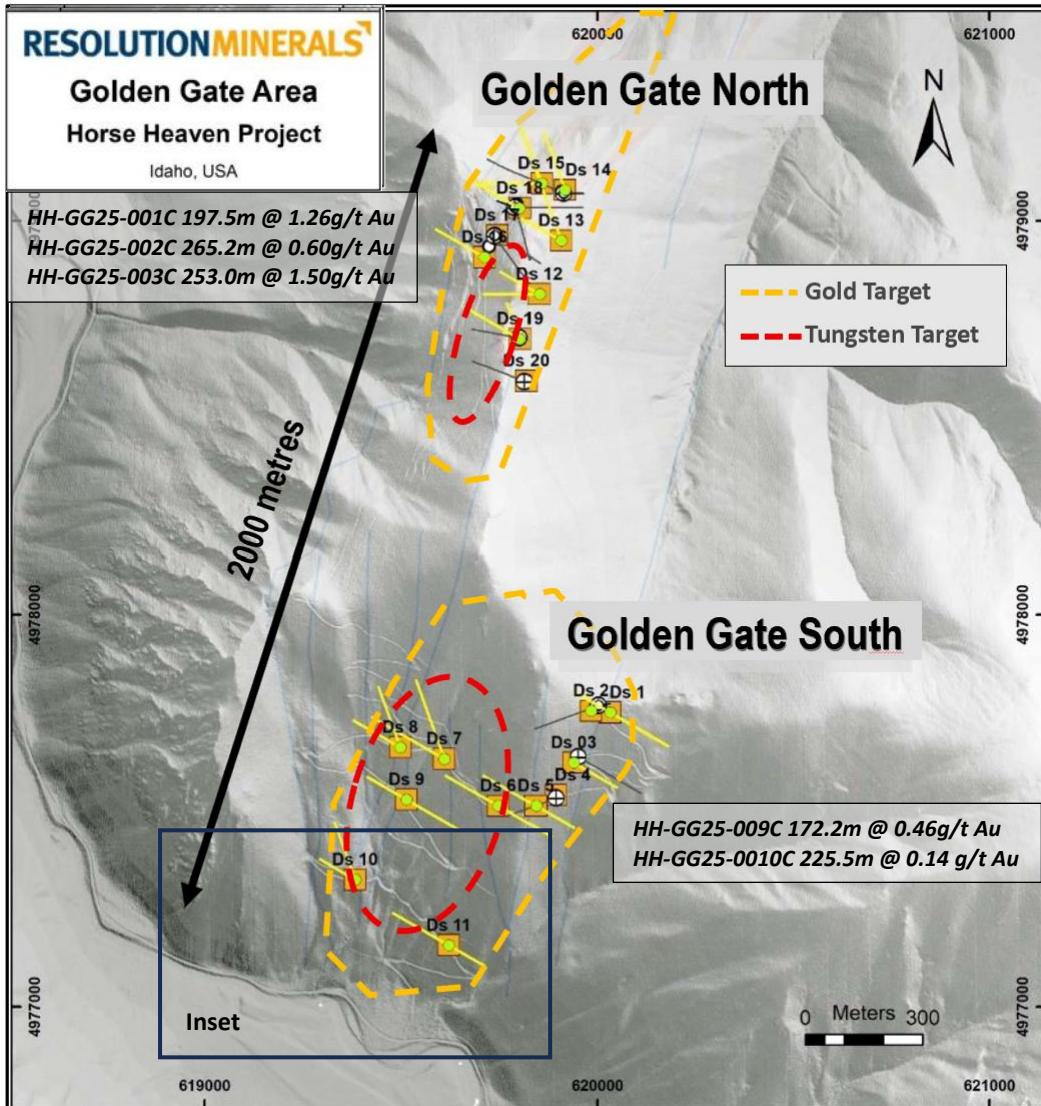 RESOLUTIONMINERALS
Golden Gate Area
Horse Heaven Project
Idaho, USA
620000
621000
N
Golden Gate North
HH-GG25-001C 197.5m @ 1.26g/t Au
HH-GG25-002C 265.2m @ 0.60g/t Au
HH-GG25-003C 253.0m @ 1.50g/t Au
4979000
Ds 15
Ds 14
Ds 18
Ds 17
Ds 13
Ds 12
Ds 19
Ds 20
Gold Target
Tungsten Target
2000 metres
4978000
4978000
Golden Gate South
Ds 2
Ds 1
Ds 03
Ds 8
Ds 7
Ds 4
Ds 9
Ds 6
Ds 5
HH-GG25-009C 172.2m @ 0.46g/t Au
HH-GG25-0010C 225.5m @ 0.14 g/t Au
Ds 10
Ds 11
Inset
Meters
0
300
4977000
4977000
619000
620000
621000